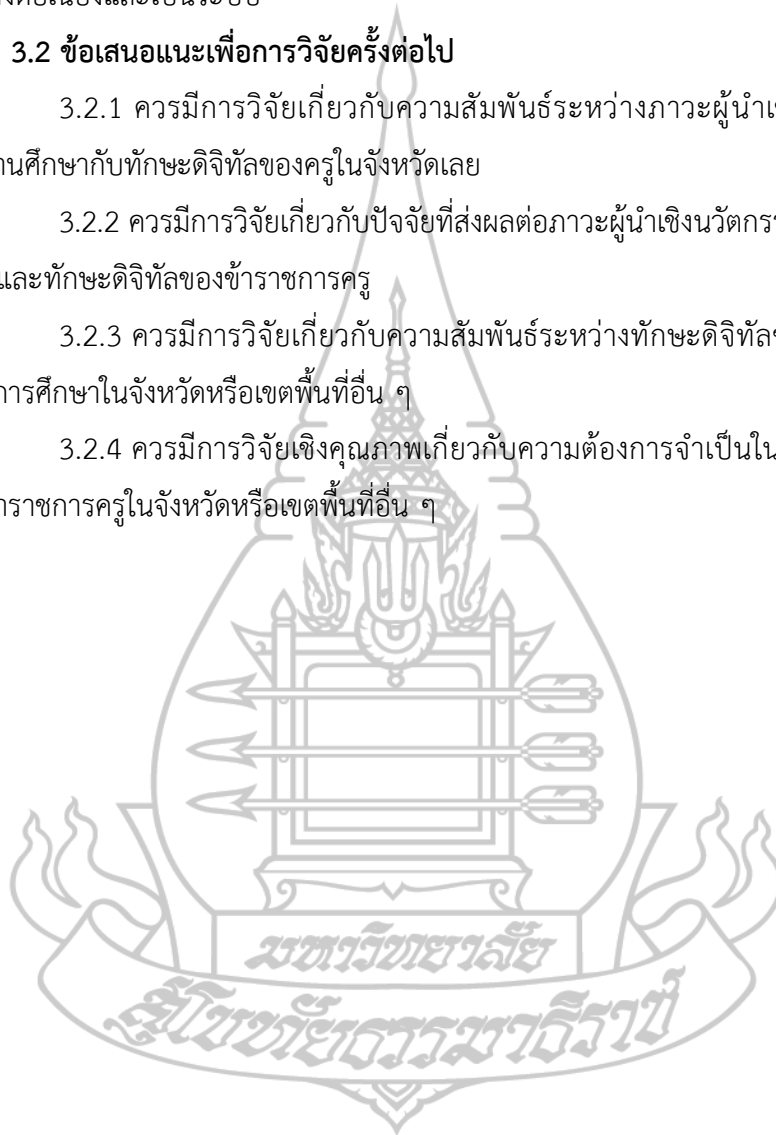 3.2 ข้อเสนอแนะเพื่อการวิจัยครั้งต่อไป
3.2.1 ควรมีการวิจัยเกี่ยวกับความสัมพันธ์ระหว่างภาวะผู้นำ
านศึกษากับทักษะดิจิทัลของครูในจังหวัดเลย
3.2.2 ควรมีการวิจัยเกี่ยวกับปัจจัยที่ส่งผลต่อภาวะผู้นำเชิงนวัตกรร
และทักษะดิจิทัลของข้าราชการครู
3.2.3 ควรมีการวิจัยเกี่ยวกับความสัมพันธ์ระหว่างทักษะดิจิทัล
การศึกษาในจังหวัดหรือเขตพื้นที่อื่น ๆ
3.2.4 ควรมีการวิจัยเชิงคุณภาพเกี่ยวกับความต้องการจำเป็นใน
าราชการครูในจังหวัดหรือเขตพื้นที่อื่น ๆ
มหาวิทยาลัย
สุโขทัยธรรมาธิราช